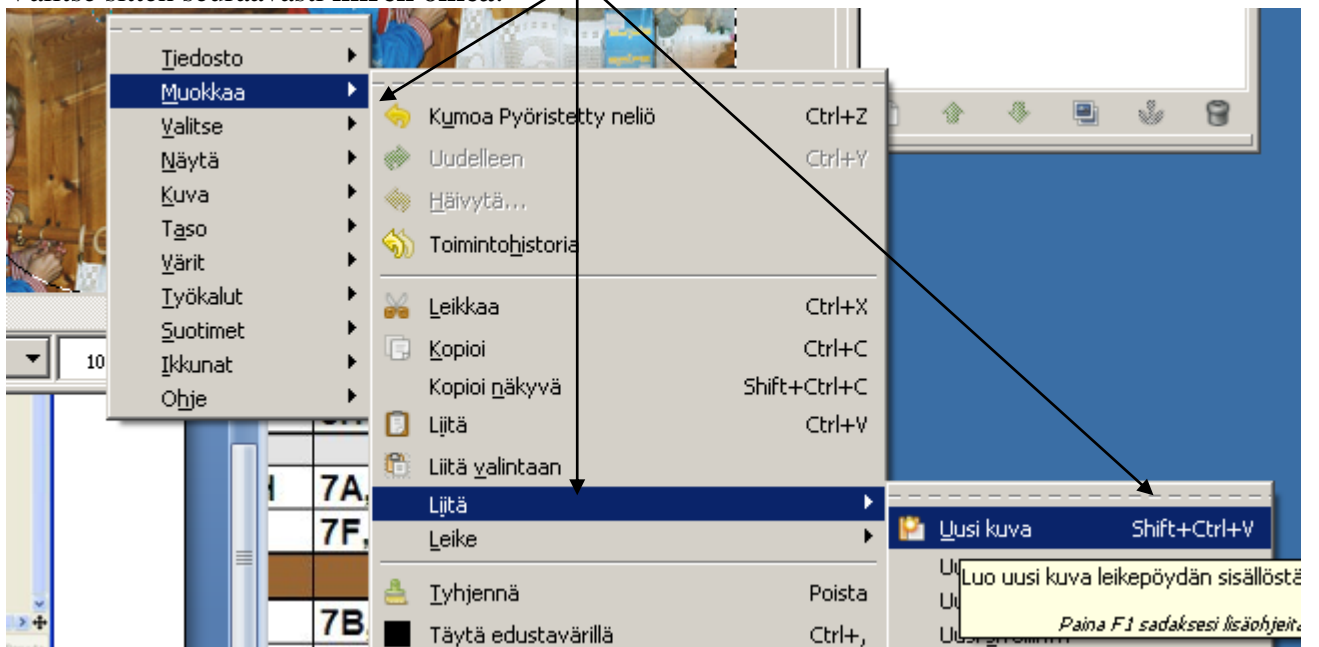 Tiedosto
Muokkaa
Valitse
Näytä
Kuva
Taso
Värit
Työkalut
Suotimet
Ikkunat
Ohje
10
Kumoa Pyöristetty neliö Ctrl+Z
Uudelleen Ctrl+Y
Häivytä...
Toimintohistoria
Leikkaa Ctrl+X
Kopioi Ctrl+C
Kopioi näkyvä Shift+Ctrl+C
Liitä Ctrl+V
Liitä valintaan
Liitä
Leike
Tyhjennä Poista
Täytä edustavärillä Ctrl+,
7A,
7F,
7B,
Uusi kuva Shift+Ctrl+V
Luo uusi kuva leikepöydän sisällöstä
Paina F1 sadaksesi lisäohjeita